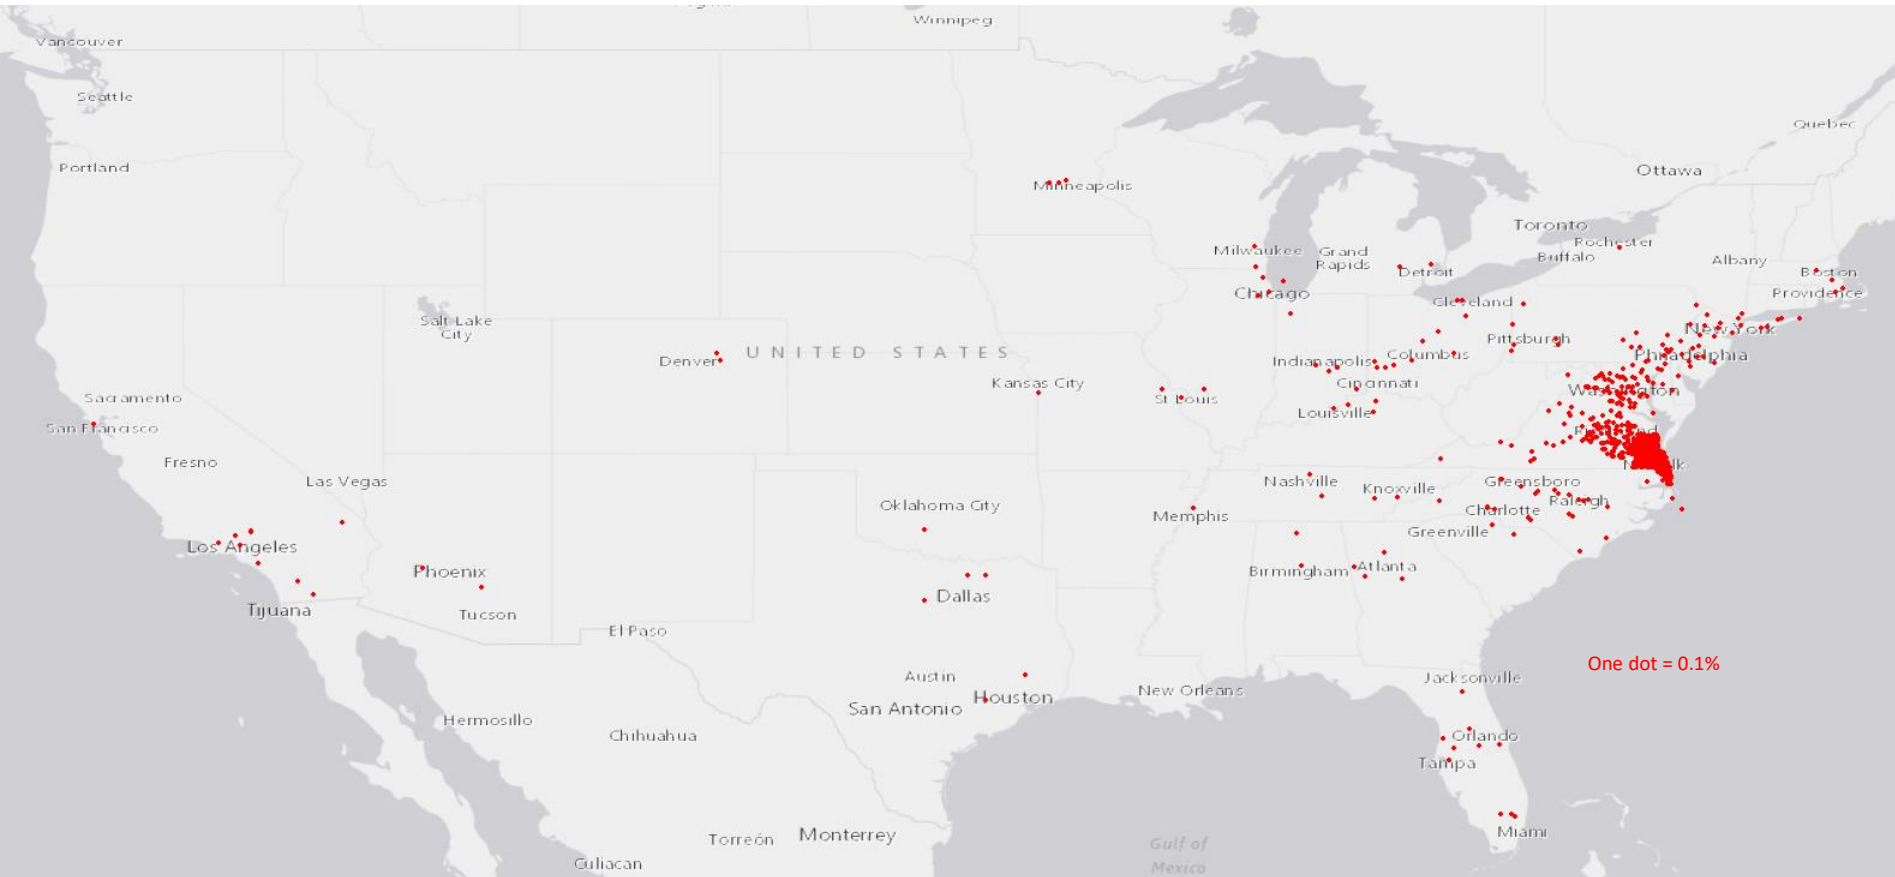 Winnipeg
Vancouver
Seattle
Quebec
Portland
Ottawa
Minneapolis
Toronto
Rochester
Milwaukee
Grand
Rapids
Buffalo
Albany
Detroit
Boston
Chicago
Cleveland
Providence
Salt Lake
City
New York
Pittsburgh
Denver
UNITED STATES
Indianapolis
Columbus
Philadelphia
Kansas City
Cincinnati
Washington
Sacramento
St Louis
Louisville
San Francisco
Fresno
Las Vegas
Nashville
Knoxville
Greensboro
Raleigh
Oklahoma City
Memphis
Charlotte
Greenville
Los Angeles
Phoenix
Birmingham
Atlanta
Dallas
Tijuana
Tucson
El Paso
One dot = 0.1%
Austin
Jacksonville
New Orleans
Houston
San Antonio
Hermosillo
Chihuahua
Orlando
Tampa
Torreón
Monterrey
Miami
Gulf of
Mexico
Culiacan